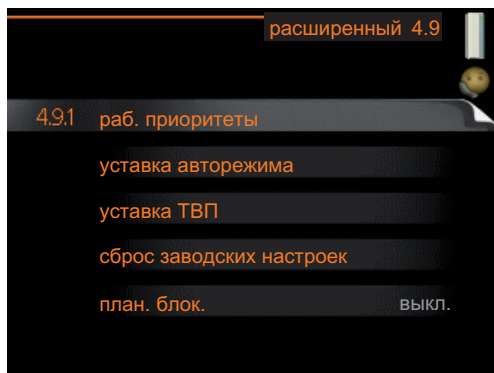 расширенный 4.9
4.9.1 раб. приоритеты
уставка авторежима
уставка ТВП
сброс заводских настроек
план. блок. выкл.